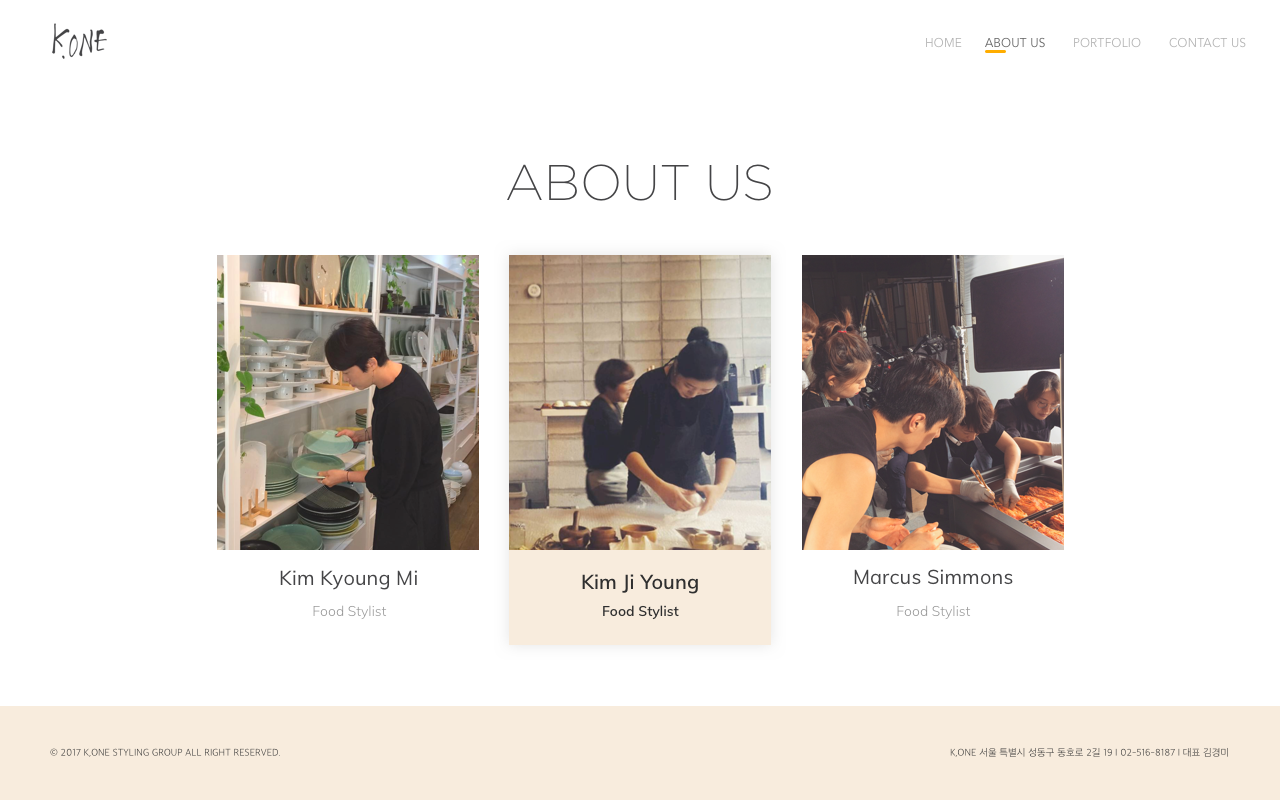 K,ONE
HOME ABOUT US PORTFOLIO CONTACT US
ABOUT US
Kim Kyoung Mi
Food Stylist
Kim Ji Young
Food Stylist
Marcus Simmons
Food Stylist
© 2017 K,ONE STYLING GROUP ALL RIGHT RESERVED.
K,ONE 서울 특별시 성동구 동호로 2길 19 I 02-516-8187 I 대표 김경미